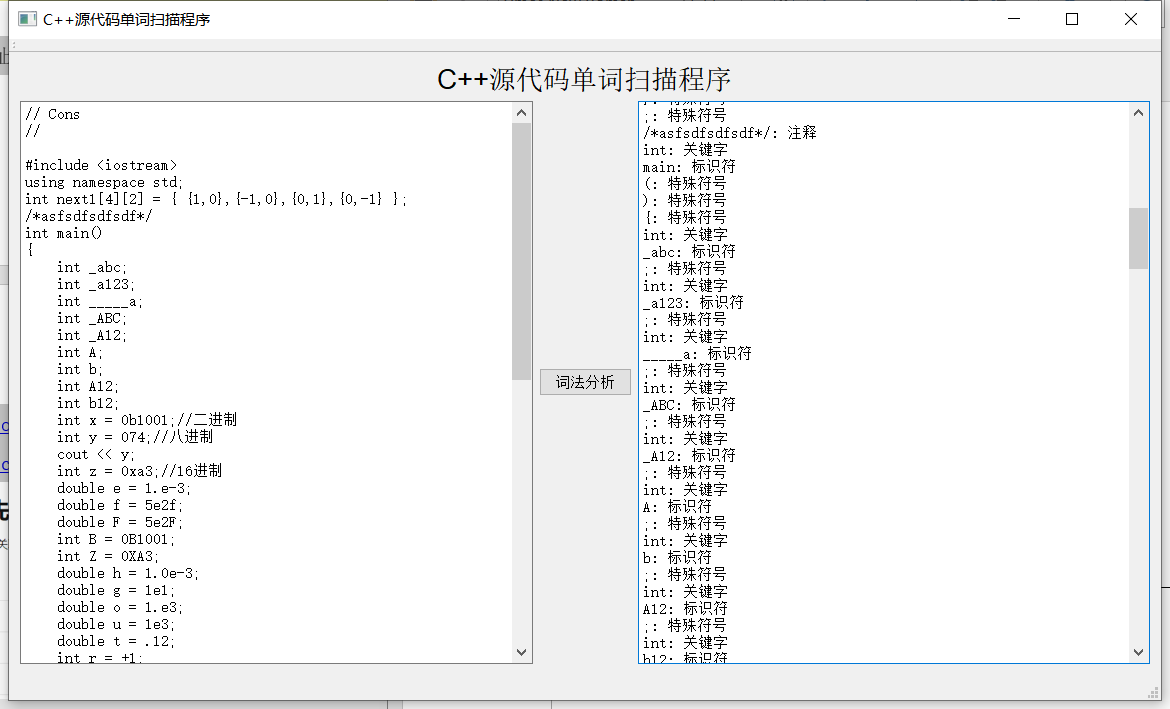 C++源代码单词扫描程序
C++源代码单词扫描程序
// Cons
//
#include <iostream>
using namespace std;
int next1[4][2] = { {1,0},{-1,0},{0,1},{0,-1} };
/*asfsdfsdfsdf*/
int main()
{
int _abc;
int _a123;
int _____a;
int _ABC;
int _A12;
int A;
int b;
int A12;
int b12;
int x = 0b1001;//二进制
int y = 074;//八进制
cout << y;
int z = 0xa3;//16进制
double e = 1.e-3;
double f = 5e2f;
double F = 5e2F;
int B = 0B1001;
int Z = 0XA3;
double h = 1.0e-3;
double g = 1e1;
double o = 1.e3;
double u = 1e3;
double t = .12;
int r = +1;
词法分析
}: 特殊符号
;: 特殊符号
/*asfsdfsdfsdf*/: 注释
int: 关键字
main: 标识符
(: 特殊符号
): 特殊符号
{: 特殊符号
int: 关键字
_abc: 标识符
;: 特殊符号
int: 关键字
_a123: 标识符
;: 特殊符号
int: 关键字
_____a: 标识符
;: 特殊符号
int: 关键字
_ABC: 标识符
;: 特殊符号
int: 关键字
_A12: 标识符
;: 特殊符号
int: 关键字
A: 标识符
;: 特殊符号
int: 关键字
b: 标识符
;: 特殊符号
int: 关键字
A12: 标识符
;: 特殊符号
int: 关键字
b12: 标识符